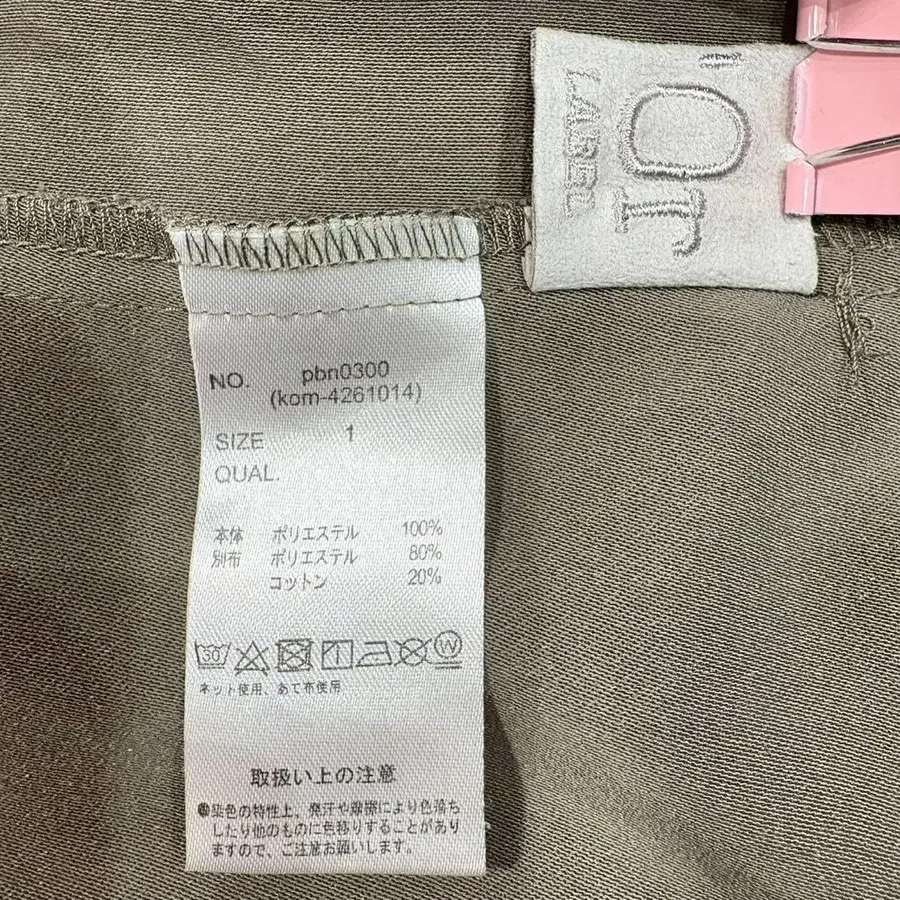 LABEL
NO. pbn0300
(kom-4261014)
SIZE 1
QUAL.
本体 ポリエステル 100%
別布 ポリエステル 80%
コットン 20%
30
W
ネット使用、あて布使用
取扱い上の注意
●染色の特性上、発汗や摩擦により色落ち
したり他のものに色移りすることがあり
ますので、ご注意お願いします。